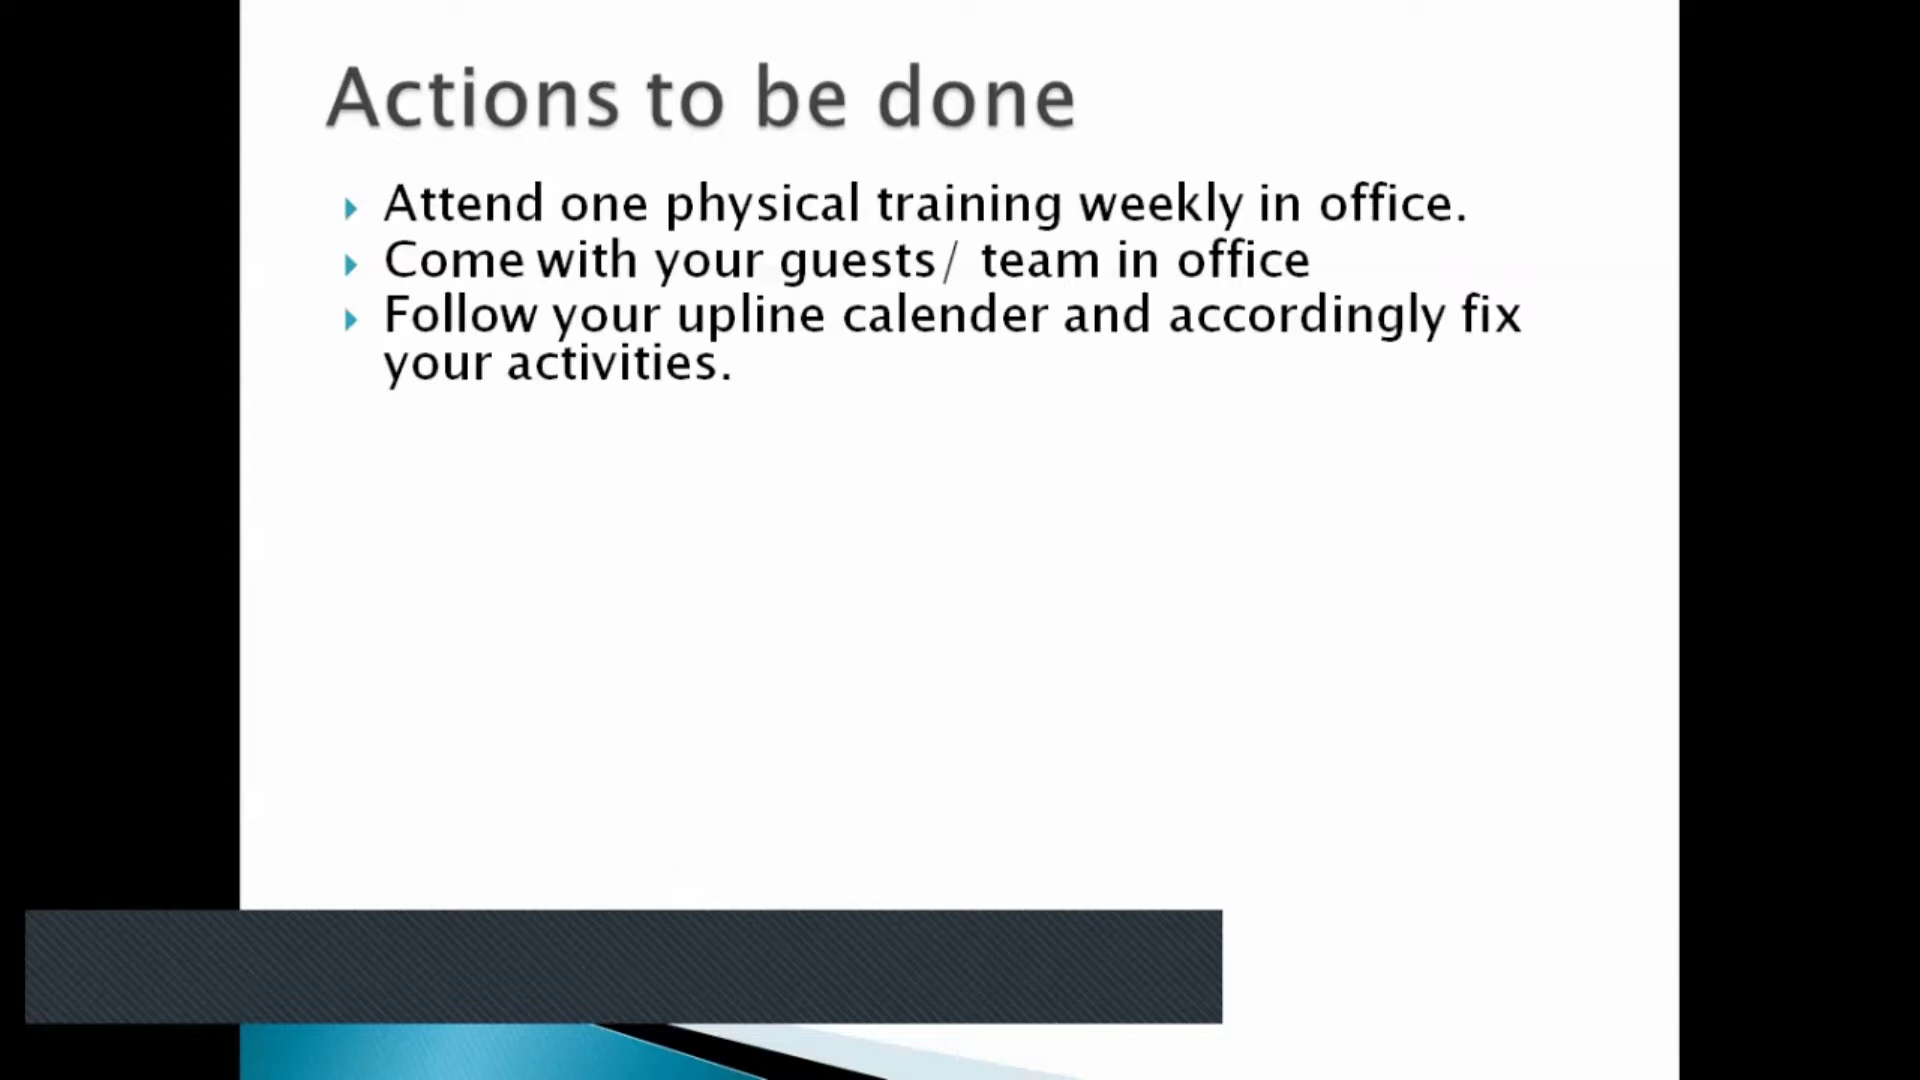 Actions to be done
Attend one physical training weekly in office.
Come with your guests/ team in office
Follow your upline calender and accordingly fix
your activities.